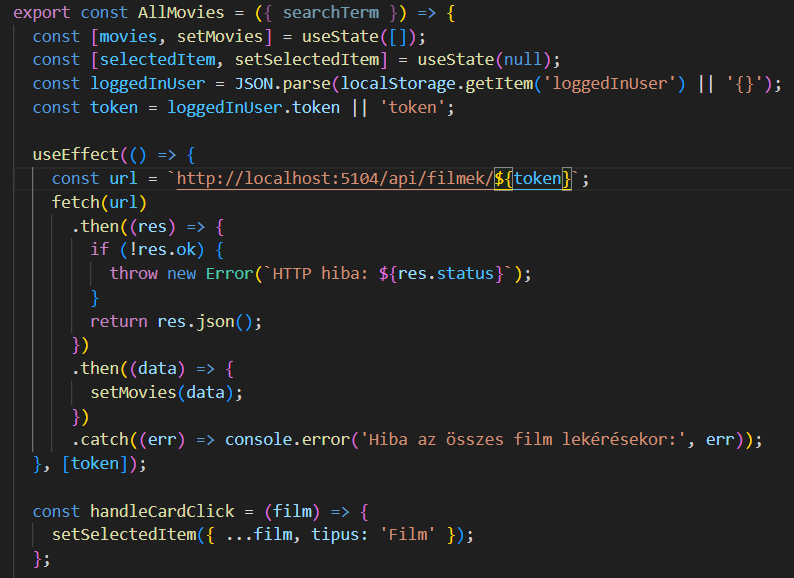 export const AllMovies = ({ searchTerm }) => {
  const [movies, setMovies] = useState([]);
  const [selectedItem, setSelectedItem] = useState(null);
  const loggedInUser = JSON.parse(localStorage.getItem('loggedInUser') || '{}');
  const token = loggedInUser.token || 'token';

  useEffect(() => {
    const url = `http://localhost:5104/api/filmek/${token}`;
    fetch(url)
      .then((res) => {
        if (!res.ok) {
          throw new Error(`HTTP hiba: ${res.status}`);
        }
        return res.json();
      })
      .then((data) => {
        setMovies(data);
      })
      .catch((err) => console.error('Hiba az összes film lekérésekor:', err));
  }, [token]);

  const handleCardClick = (film) => {
    setSelectedItem({ ...film, tipus: 'Film' });
  };